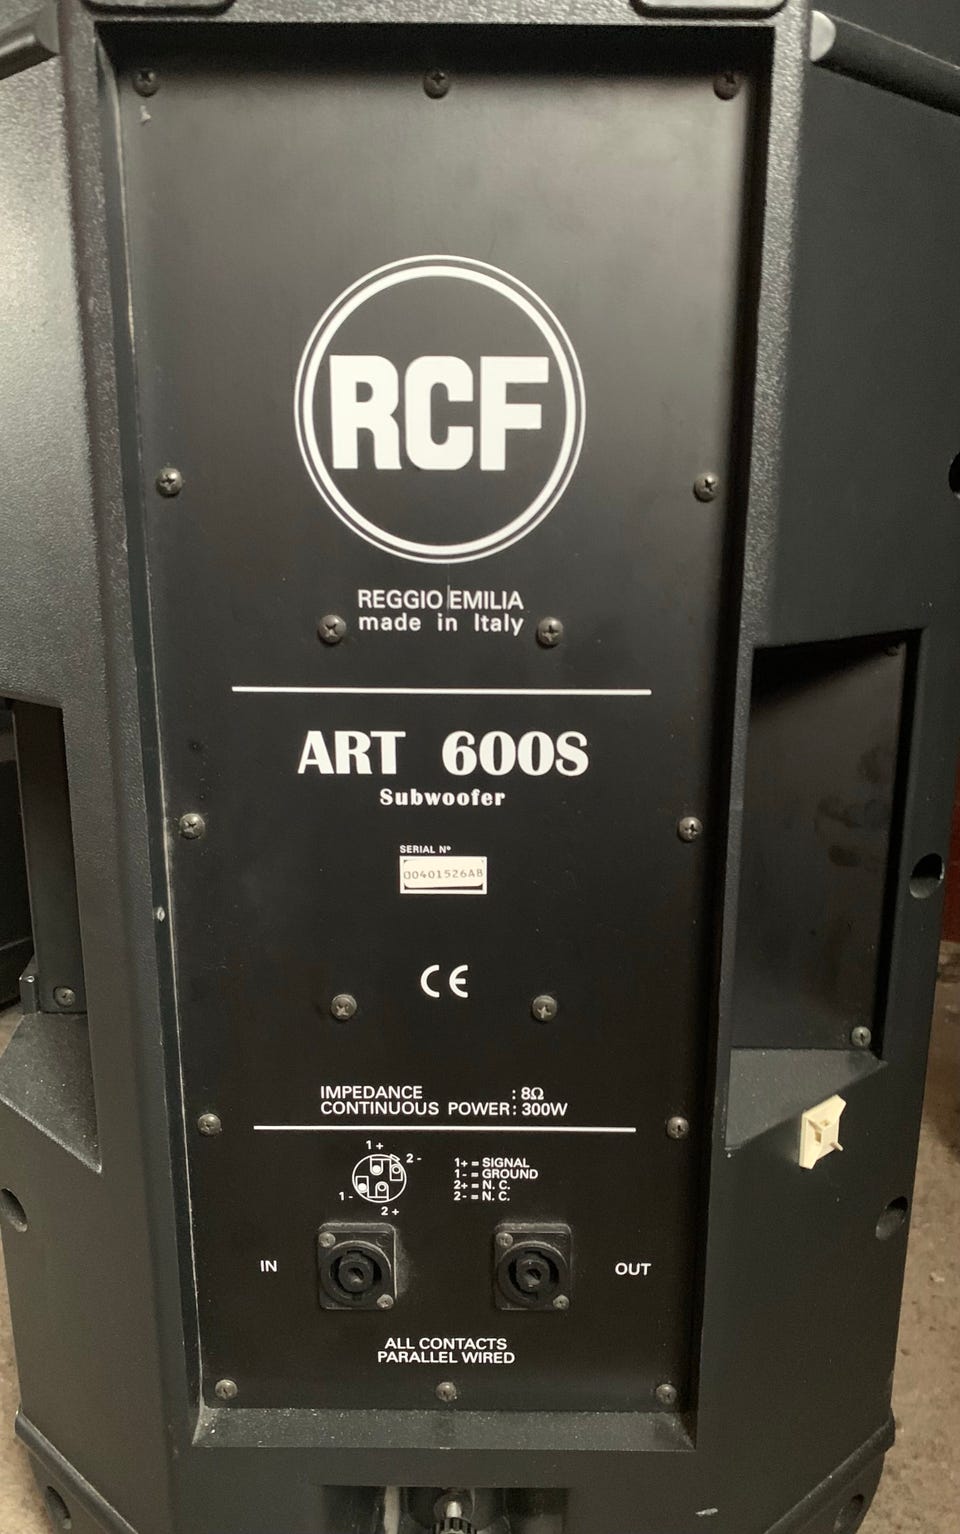 RCF
REGGIO EMILIA
made in Italy
ART 600S
Subwoofer
SERIAL Nº
00401526AB
CE
IMPEDANCE : 8Ω
CONTINUOUS POWER : 300W
1+
2-
1-
2+
1+ = SIGNAL
1- = GROUND
2+ = N. C.
2- = N. C.
IN
OUT
ALL CONTACTS
PARALLEL WIRED